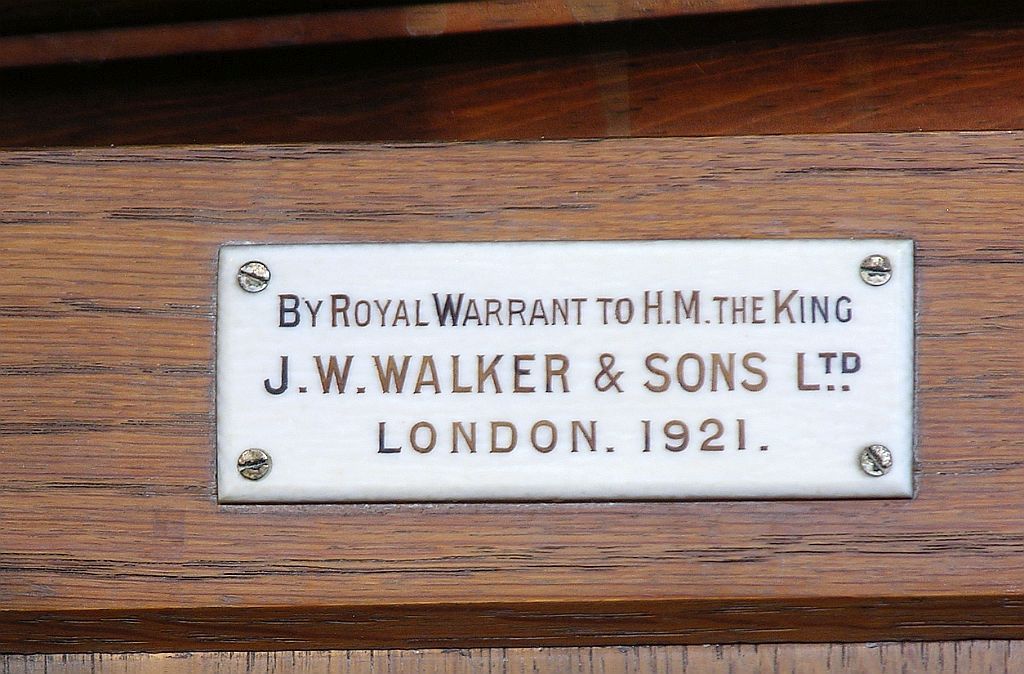 BY ROYAL WARRANT TO H.M. THE KING
J.W. WALKER & SONS LTD.
LONDON. 1921.